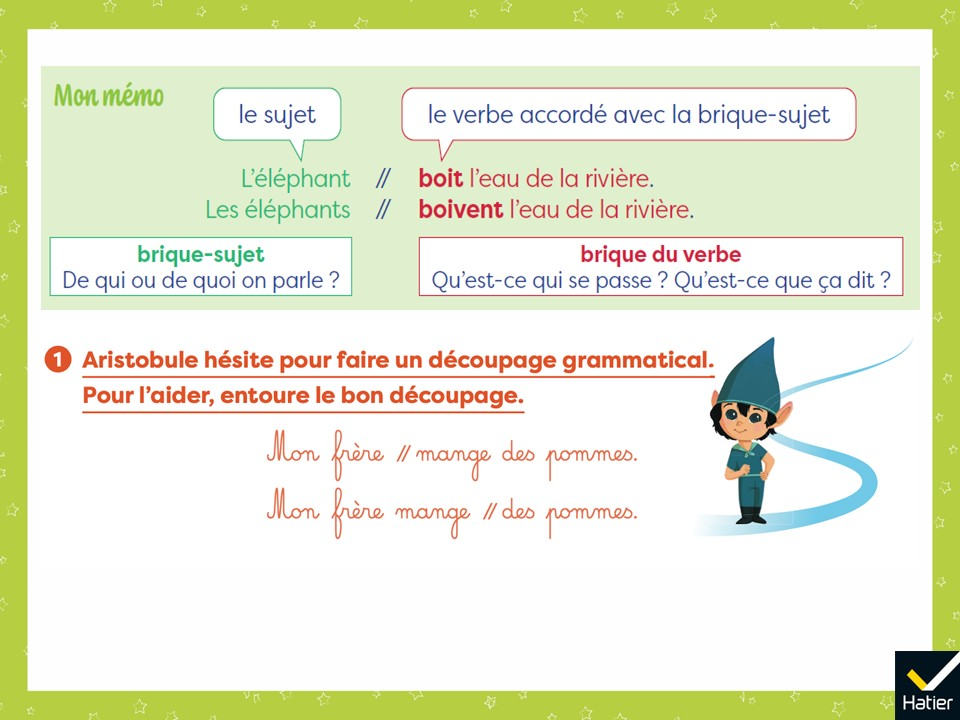 Mon mémo
le sujet
le verbe accordé avec la brique-sujet
L'éléphant // boit l'eau de la rivière.
Les éléphants // boivent l'eau de la rivière.
brique-sujet
De qui ou de quoi on parle ?
brique du verbe
Qu'est-ce qui se passe ? Qu'est-ce que ça dit ?
1 Aristobule hésite pour faire un découpage grammatical.
Pour l'aider, entoure le bon découpage.
Mon frère // mange des pommes.
Mon frère mange // des pommes.
Hatier